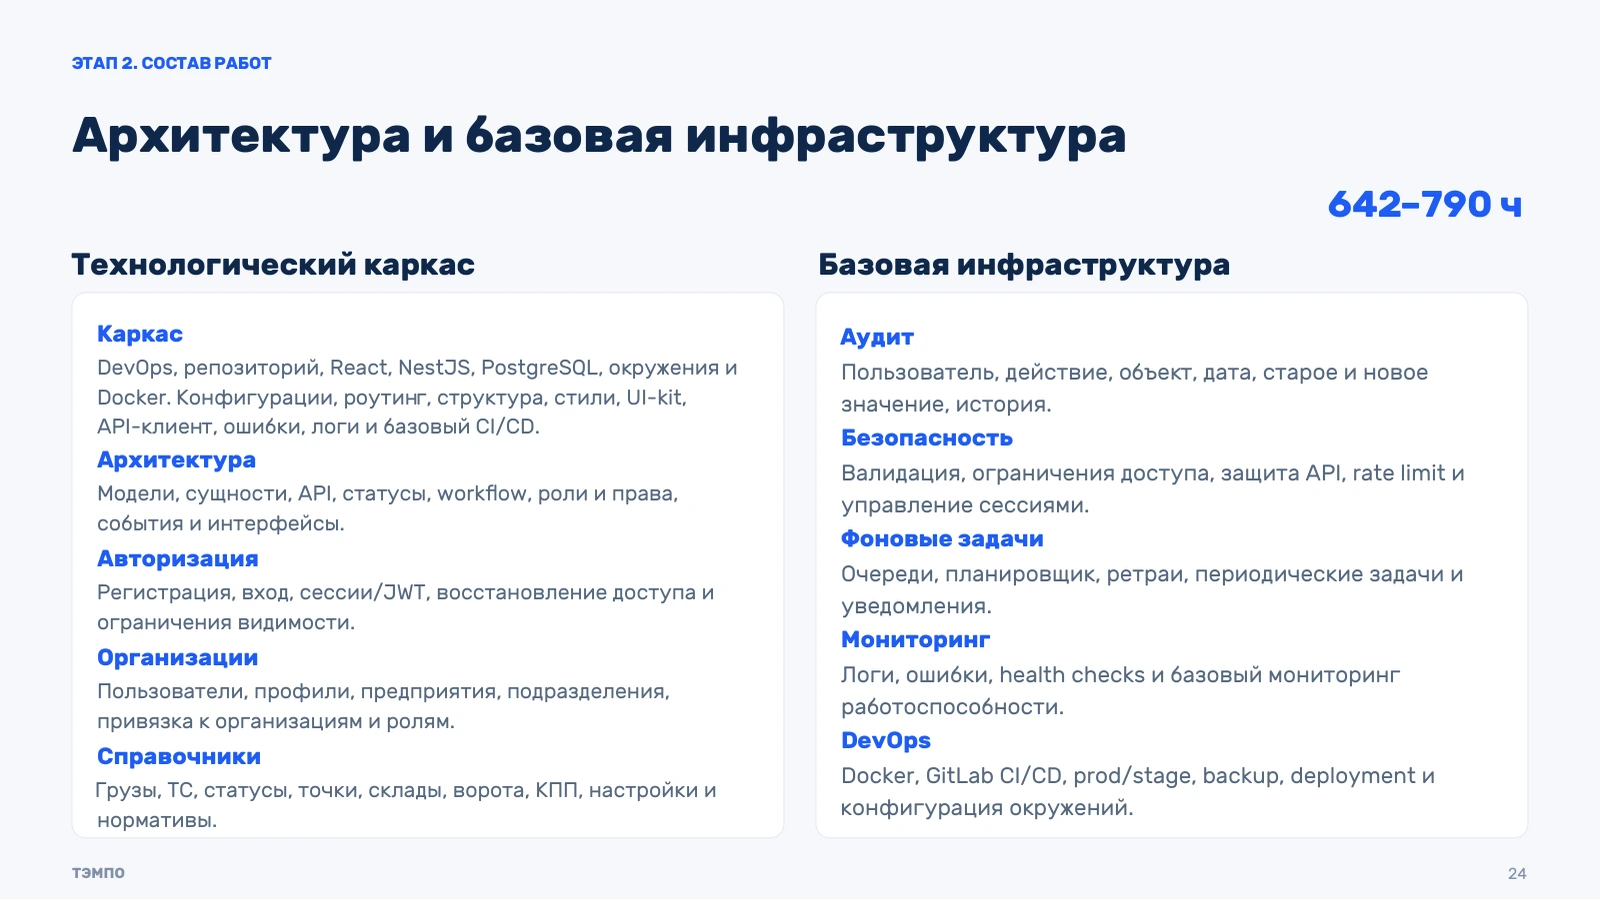 ЭТАП 2. СОСТАВ РАБОТ
Архитектура и базовая инфраструктура
642–790 ч
Технологический каркас
Каркас
DevOps, репозиторий, React, NestJS, PostgreSQL, окружения и
Docker. Конфигурации, роутинг, структура, стили, UI-kit,
API-клиент, ошибки, логи и базовый CI/CD.
Архитектура
Модели, сущности, API, статусы, workflow, роли и права,
события и интерфейсы.
Авторизация
Регистрация, вход, сессии/JWT, восстановление доступа и
ограничения видимости.
Организации
Пользователи, профили, предприятия, подразделения,
привязка к организациям и ролям.
Справочники
Грузы, ТС, статусы, точки, склады, ворота, КПП, настройки и
нормативы.
Базовая инфраструктура
Аудит
Пользователь, действие, объект, дата, старое и новое
значение, история.
Безопасность
Валидация, ограничения доступа, защита API, rate limit и
управление сессиями.
Фоновые задачи
Очереди, планировщик, ретраи, периодические задачи и
уведомления.
Мониторинг
Логи, ошибки, health checks и базовый мониторинг
работоспособности.
DevOps
Docker, GitLab CI/CD, prod/stage, backup, deployment и
конфигурация окружений.
ТЭМПО
24